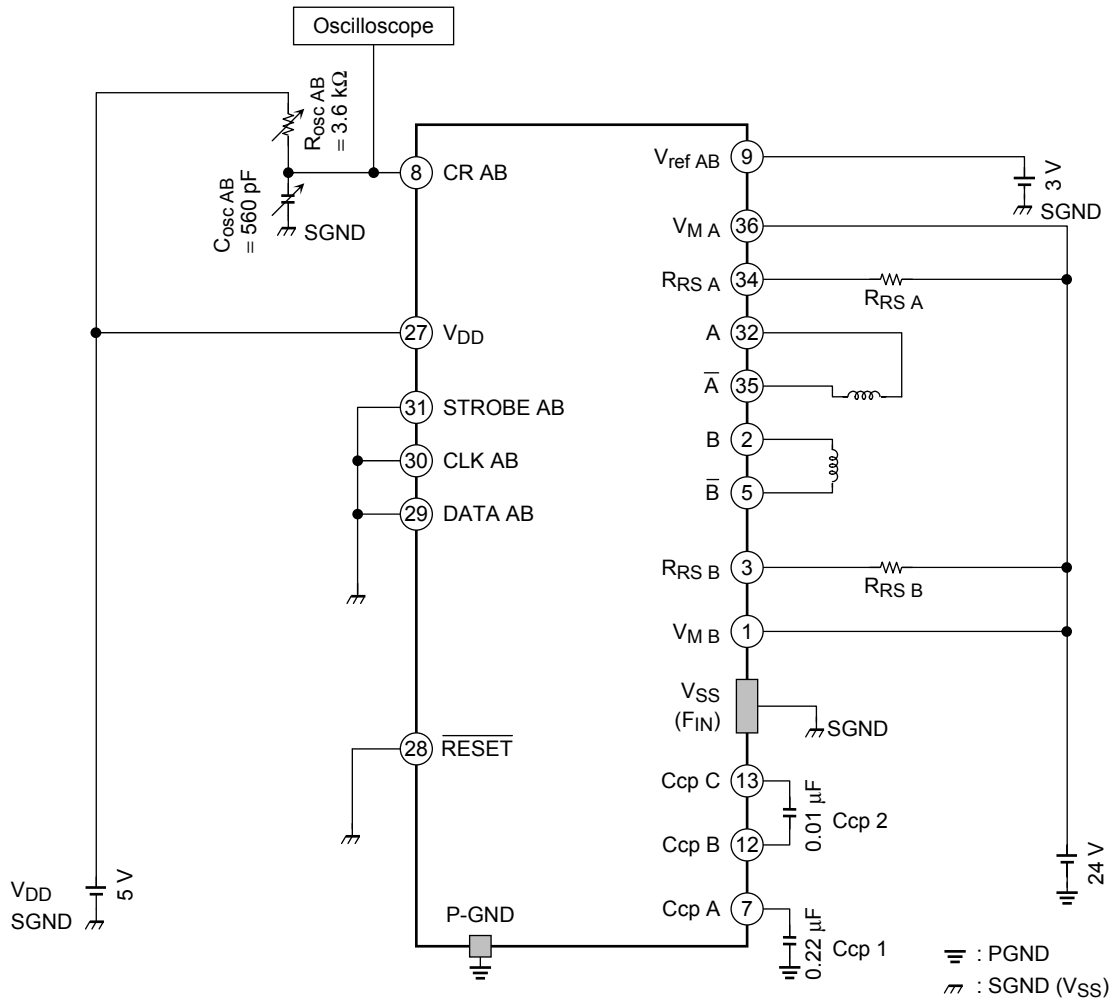 Oscilloscope
Rosc AB
= 3.6 kΩ
Cosc AB
= 560 pF
SGND
8 CR AB
27 VDD
31 STROBE AB
30 CLK AB
29 DATA AB
28 RESET
VDD
SGND
5 V
P-GND
Vref AB 9
3 V
SGND
VM A 36
RRS A 34
RRS A
A 32
A 35
B 2
B 5
RRS B 3
RRS B
VM B 1
VSS
(FIN)
SGND
Ccp C 13
0.01 µF
Ccp 2
Ccp B 12
Ccp A 7
0.22 µF
Ccp 1
24 V
: PGND
: SGND (VSS)